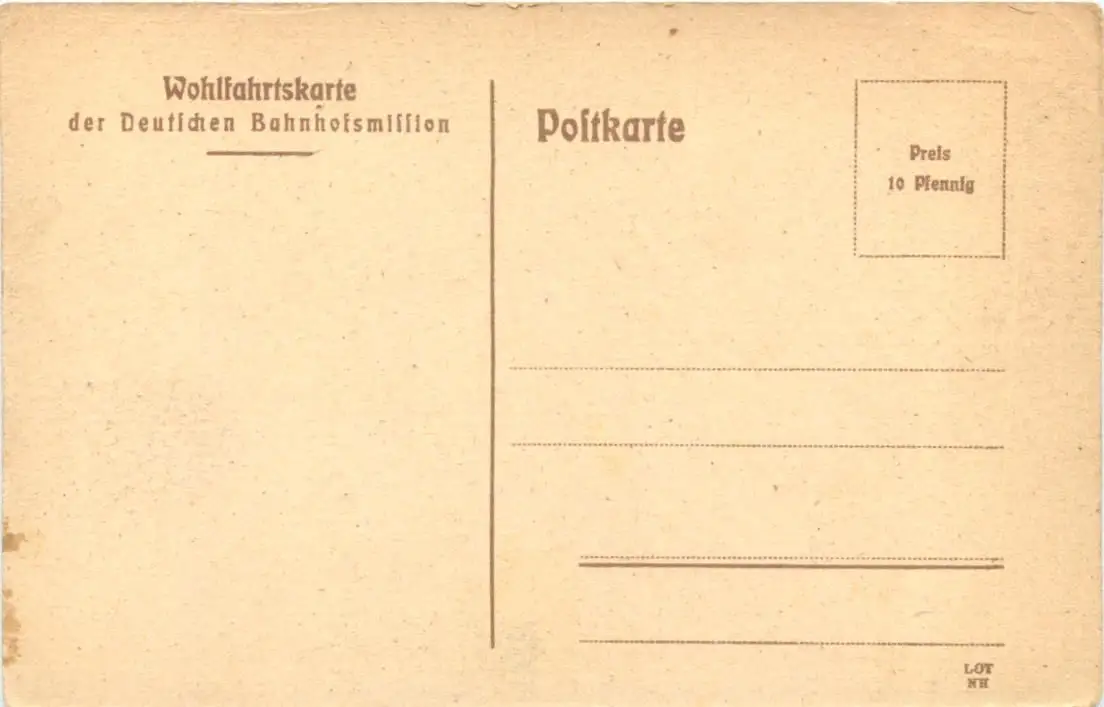 Wohlfahrtskarte
der Deutſchen Bahnhofsmiſſion
Poſtkarte
Preis
10 Pfennig
LOT
NH